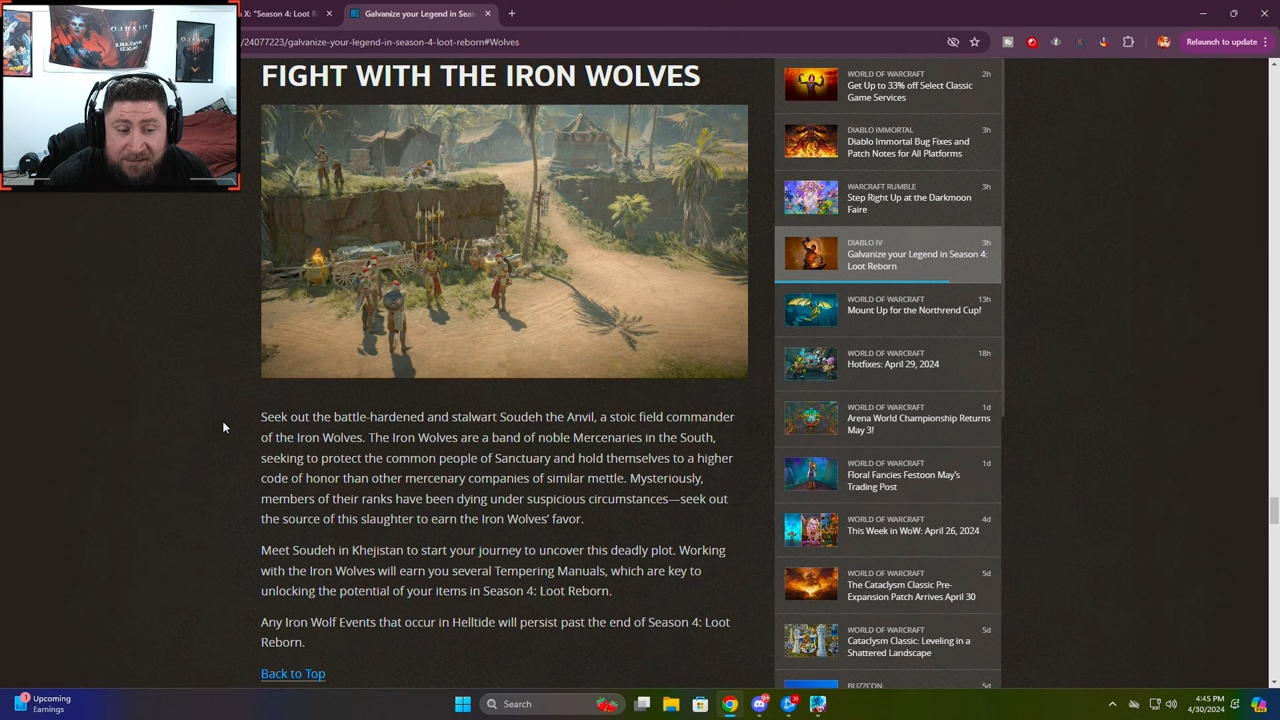 n X: "Season 4: Loot R
Galvanize your Legend in Seas
/24077223/galvanize-your-legend-in-season-4-loot-reborn#Wolves
Relaunch to update
FIGHT WITH THE IRON WOLVES
Seek out the battle-hardened and stalwart Soudeh the Anvil, a stoic field commander
of the Iron Wolves. The Iron Wolves are a band of noble Mercenaries in the South,
seeking to protect the common people of Sanctuary and hold themselves to a higher
code of honor than other mercenary companies of similar mettle. Mysteriously,
members of their ranks have been dying under suspicious circumstances—seek out
the source of this slaughter to earn the Iron Wolves' favor.
Meet Soudeh in Khejistan to start your journey to uncover this deadly plot. Working
with the Iron Wolves will earn you several Tempering Manuals, which are key to
unlocking the potential of your items in Season 4: Loot Reborn.
Any Iron Wolf Events that occur in Helltide will persist past the end of Season 4: Loot
Reborn.
Back to Top
WORLD OF WARCRAFT 2h
Get Up to 33% off Select Classic
Game Services
DIABLO IMMORTAL 3h
Diablo Immortal Bug Fixes and
Patch Notes for All Platforms
WARCRAFT RUMBLE 3h
Step Right Up at the Darkmoon
Faire
DIABLO IV 3h
Galvanize your Legend in Season 4:
Loot Reborn
WORLD OF WARCRAFT 13h
Mount Up for the Northrend Cup!
WORLD OF WARCRAFT 18h
Hotfixes: April 29, 2024
WORLD OF WARCRAFT 1d
Arena World Championship Returns
May 3!
WORLD OF WARCRAFT 1d
Floral Fancies Festoon May's
Trading Post
WORLD OF WARCRAFT 4d
This Week in WoW: April 26, 2024
WORLD OF WARCRAFT 5d
The Cataclysm Classic Pre-
Expansion Patch Arrives April 30
WORLD OF WARCRAFT 5d
Cataclysm Classic: Leveling in a
Shattered Landscape
BLIZZCON 5d
Upcoming
Earnings
Search
4:45 PM
4/30/2024